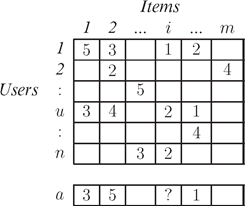 Items
1 2 ... i ... m
1 5 3 1 2
2 2 4
Users : 5
u 3 4 2 1
: 4
n 3 2
a 3 5 ? 1